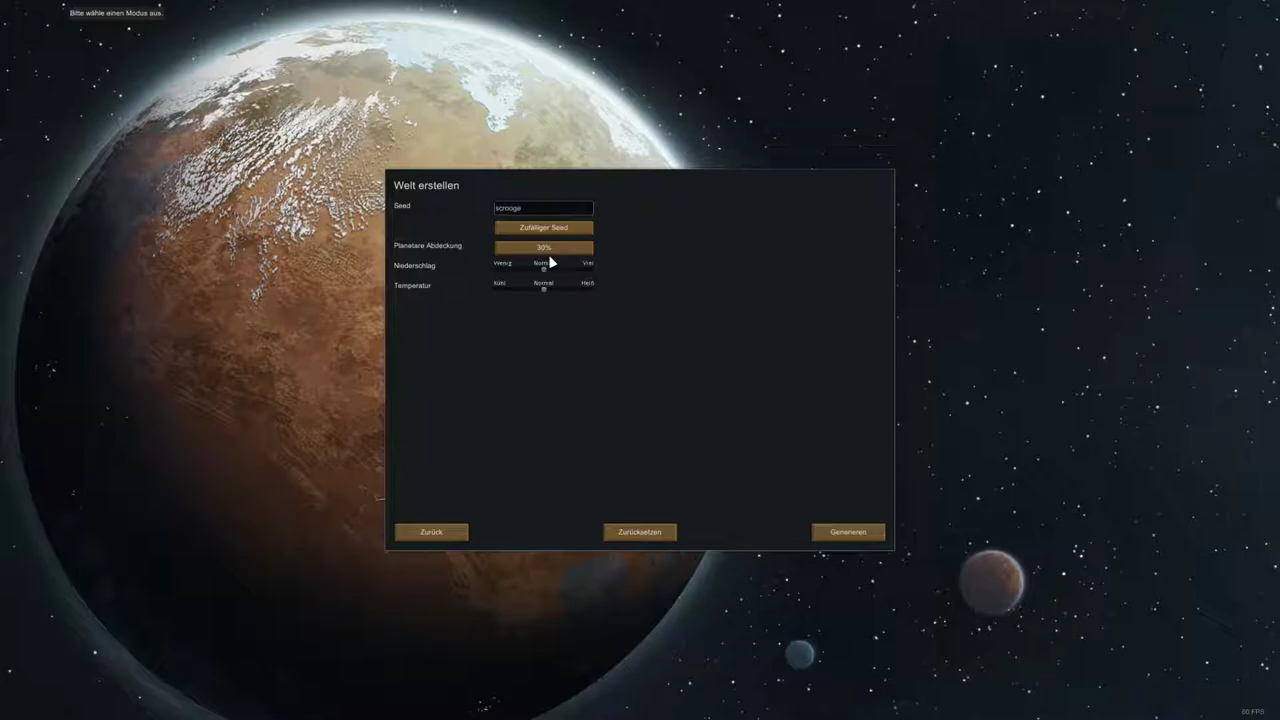 Bitte wähle einen Modus aus.
Welt erstellen
Seed
scrooge
Zufälliger Seed
Planetare Abdeckung
30%
Niederschlag
Wenig
Viel
Temperatur
Kühl Normal Heiß
Zurück
Zurücksetzen
Generieren
60 FPS